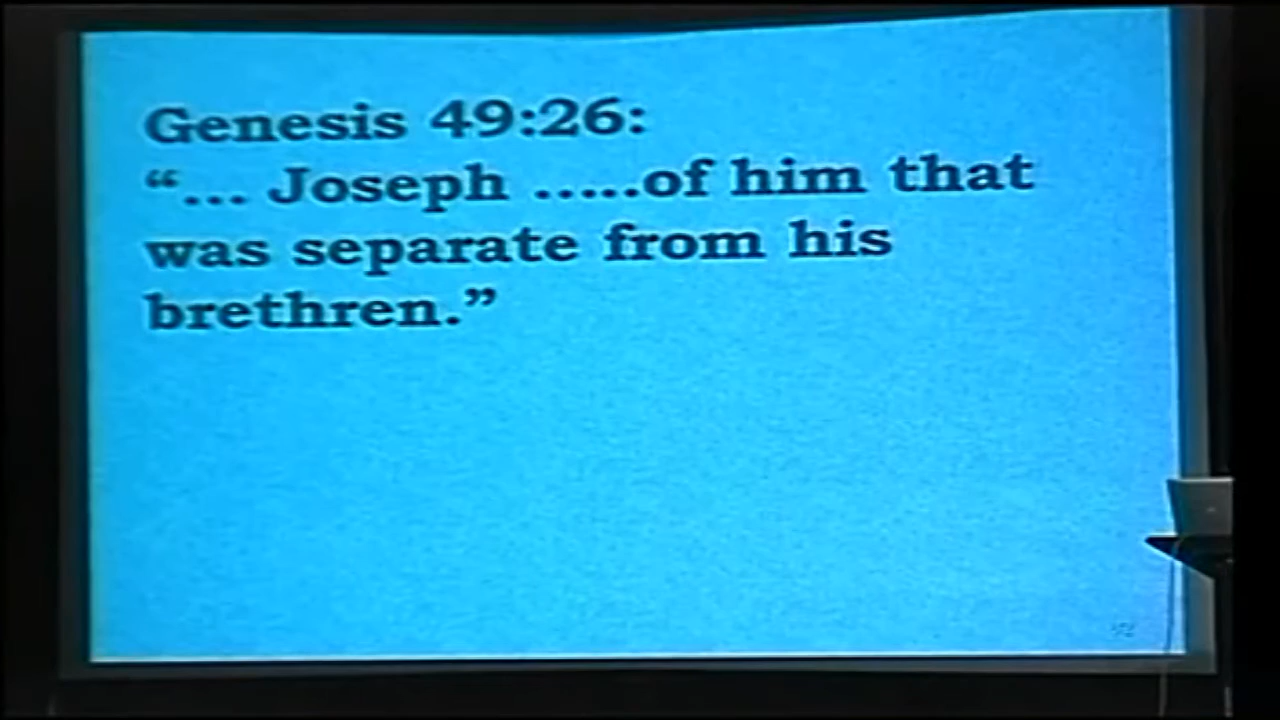 Genesis 49:26:
“... Joseph .....of him that
was separate from his
brethren.”